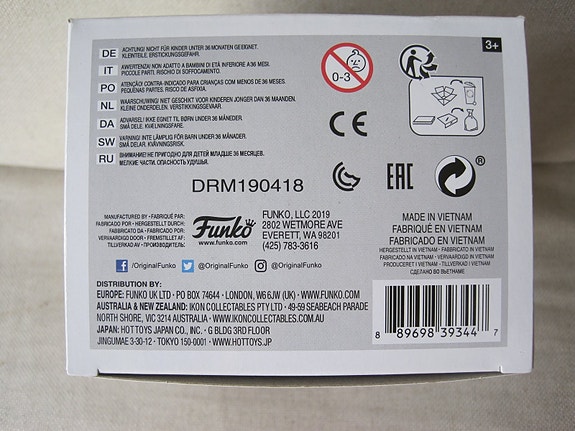 3+
DE ACHTUNG! NICHT FÜR KINDER UNTER 36 MONATEN GEEIGNET.
KLEINTEILE. ERSTICKUNGSGEFAHR.
IT AWERTENZA! NON ADATTO A BAMBINI DI ETÀ INFERIORE A36 MESI.
PICCOLE PARTI. RISCHIO DI SOFFOCAMENTO.
PO ATENÇÃO! CONTRA-INDICADO PARA CRIANÇAS COM MENOS DE 36 MESES.
PEQUENAS PARTES. RISCO DE ASFIXIA.
NL WAARSCHUWING! NIET GESCHIKT VOOR KINDEREN JONGER DAN 36 MAANDEN.
KLEINE ONDERDELEN. VERSTIKKINGSGEVAAR.
DA ADVARSEL! IKKE EGNET TIL BØRN UNDER 36 MÅNEDER.
SMÅ DELE. KVÆLNINGSFARE.
SW VARNING! INTE LÄMPLIG FÖR BARN UNDER 36 MÅNADER.
SMÅ DELAR. KVÄVNINGSRISK.
RU ВНИМАНИЕ! НЕ ПРИГОДНО ДЛЯ ДЕТЕЙ МЛАДШЕ 36 МЕСЯЦЕВ.
МЕЛКИЕ ЧАСТИ. ОПАСНОСТЬ УДУШЬЯ.
0-3
CE
EAC
®
DRM190418
MANUFACTURED BY • FABRIQUÉ PAR:
FABRICADO POR • HERGESTELLT DURCH:
FABRICADO DA • FABRICADO POR:
VERVAARDIGD DOOR • FREMSTILLET AF:
TILLVERKAD AV • ПРОИЗВОДИТЕЛЬ:
Funko
www.funko.com
FUNKO, LLC 2019
2802 WETMORE AVE
EVERETT, WA 98201
(425) 783-3616
MADE IN VIETNAM
FABRIQUÉ EN VIETNAM
FABRICADO EN VIETNAM
HERGESTELLT IN VIETNAM • FABBRICATO IN VIETNAM
FABRICADO NA VIETNAM • VERVAARDIGD IN VIETNAM
PRODUCERET I VIETNAM • TILLVERKAD I VIETNAM
СДЕЛАНО ВО ВЬЕТНАМЕ
/OriginalFunko @OriginalFunko @OriginalFunko
DISTRIBUTION BY:
EUROPE: FUNKO UK LTD • PO BOX 74644 • LONDON, W6 6JW (UK) • WWW.FUNKO.COM
AUSTRALIA & NEW ZEALAND: IKON COLLECTABLES PTY LTD • 49-59 SEABEACH PARADE
NORTH SHORE, VIC 3214 AUSTRALIA • WWW.IKONCOLLECTABLES.COM.AU
JAPAN: HOT TOYS JAPAN CO., INC. • G BLDG 3RD FLOOR
JINGUMAE 3-30-12 • TOKYO 150-0001 • WWW.HOTTOYS.JP
8 89698 39344 7